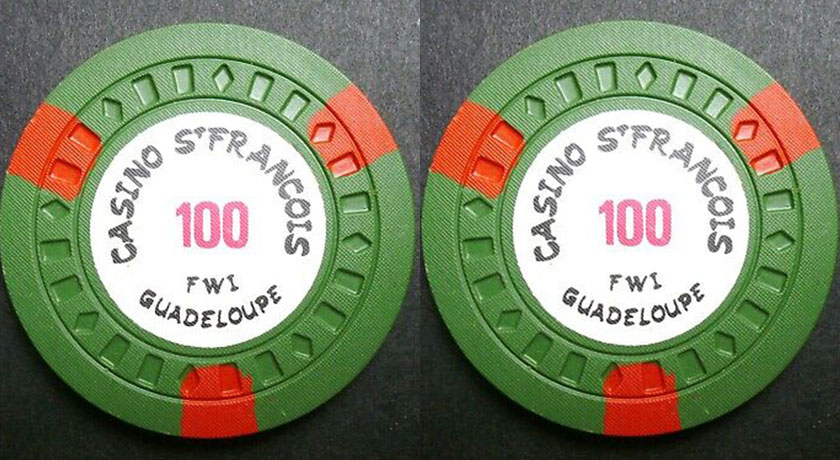 CASINO STFRANCOIS
100
FWI
GUADELOUPE
CASINO STFRANCOIS
100
FWI
GUADELOUPE